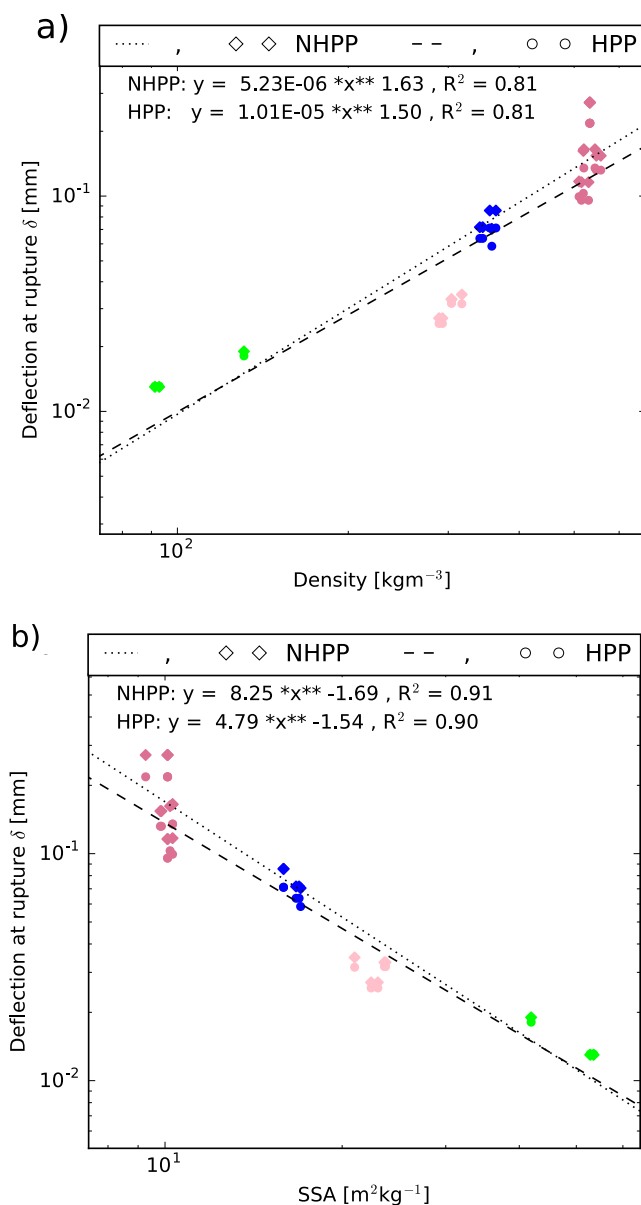 a)
, NHPP , HPP
NHPP: y = 5.23E-06 *x** 1.63 , R² = 0.81
HPP: y = 1.01E-05 *x** 1.50 , R² = 0.81
10⁻¹
10⁻²
Deflection at rupture δ [mm]
10²
Density [kgm⁻³]
b)
, NHPP , HPP
NHPP: y = 8.25 *x** -1.69 , R² = 0.91
HPP: y = 4.79 *x** -1.54 , R² = 0.90
10⁻¹
10⁻²
Deflection at rupture δ [mm]
10¹
SSA [m²kg⁻¹]